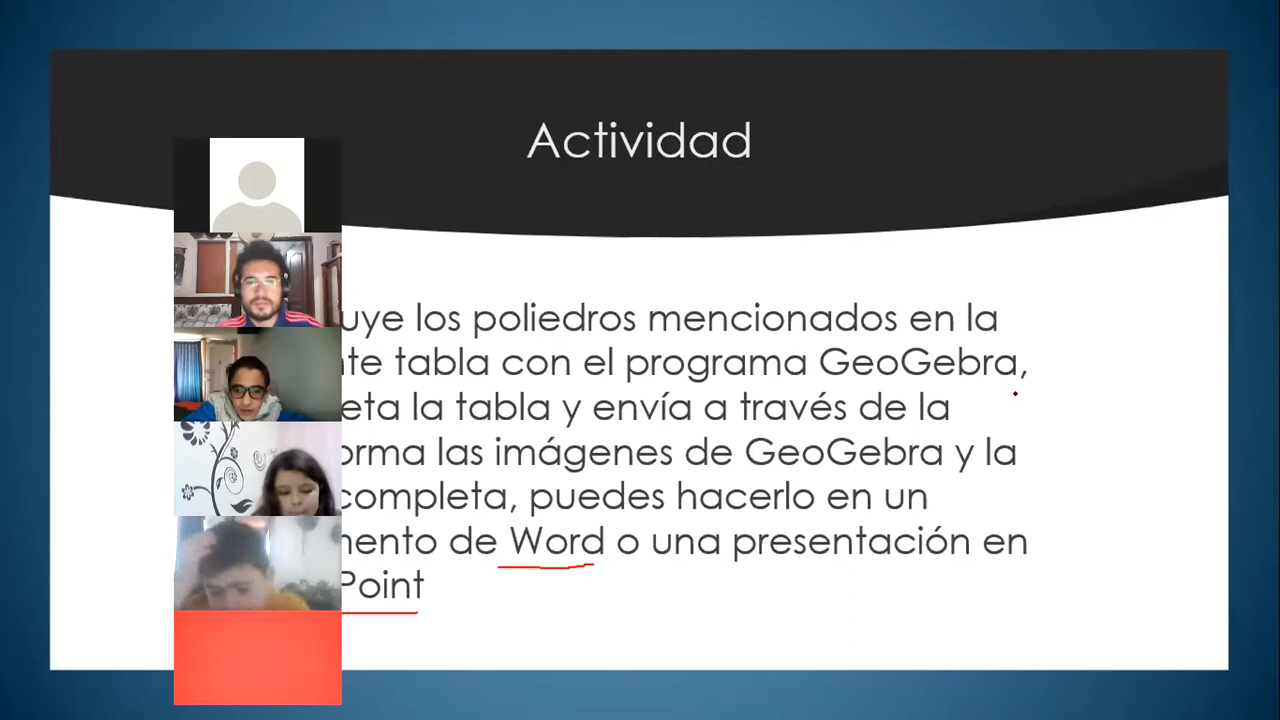 Actividad
uye los poliedros mencionados en la
nte tabla con el programa GeoGebra,
eta la tabla y envía a través de la
orma las imágenes de GeoGebra y la
completa, puedes hacerlo en un
mento de Word o una presentación en
Point